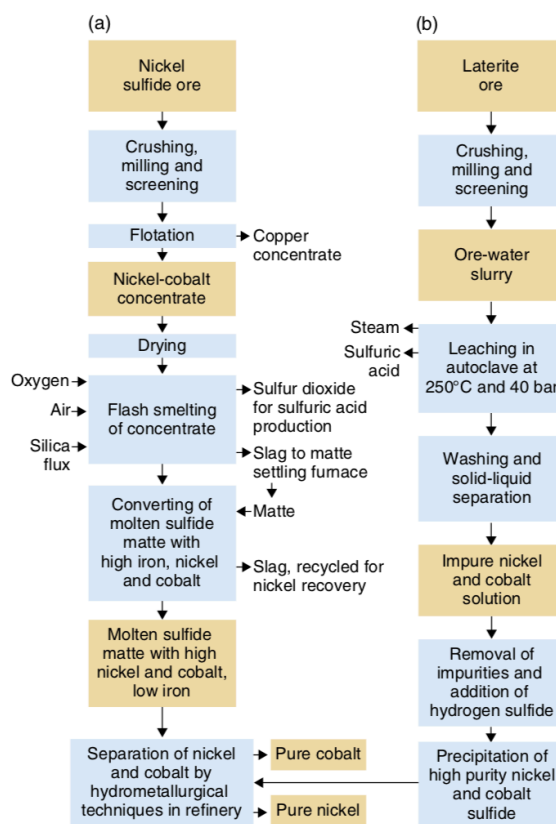 (a)
Nickel
sulfide ore
Crushing,
milling and
screening
Flotation
Copper
concentrate
Nickel-cobalt
concentrate
Drying
Oxygen
Air
Silica
flux
Flash smelting
of concentrate
Sulfur dioxide
for sulfuric acid
production
Slag to matte
settling furnace
Matte
Converting of
molten sulfide
matte with
high iron, nickel
and cobalt
Slag, recycled for
nickel recovery
Molten sulfide
matte with high
nickel and cobalt,
low iron
Separation of nickel
and cobalt by
hydrometallurgical
techniques in refinery
Pure cobalt
Pure nickel
(b)
Laterite
ore
Crushing,
milling and
screening
Ore-water
slurry
Steam
Sulfuric
acid
Leaching in
autoclave at
250°C and 40 bar
Washing and
solid-liquid
separation
Impure nickel
and cobalt
solution
Removal of
impurities and
addition of
hydrogen sulfide
Precipitation of
high purity nickel
and cobalt
sulfide